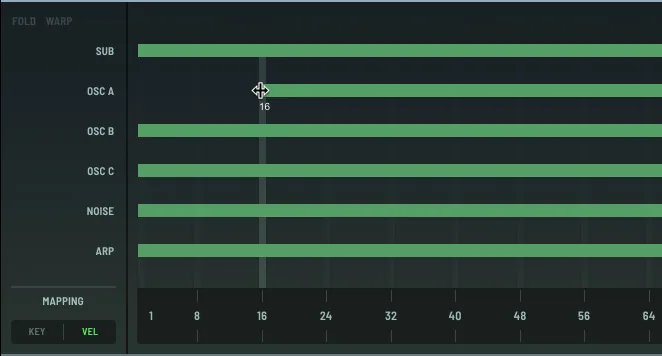 FOLD WARP
SUB
OSC A
16
OSC B
OSC C
NOISE
ARP
MAPPING
1 8 16 24 32 40 48 56 64
KEY VEL